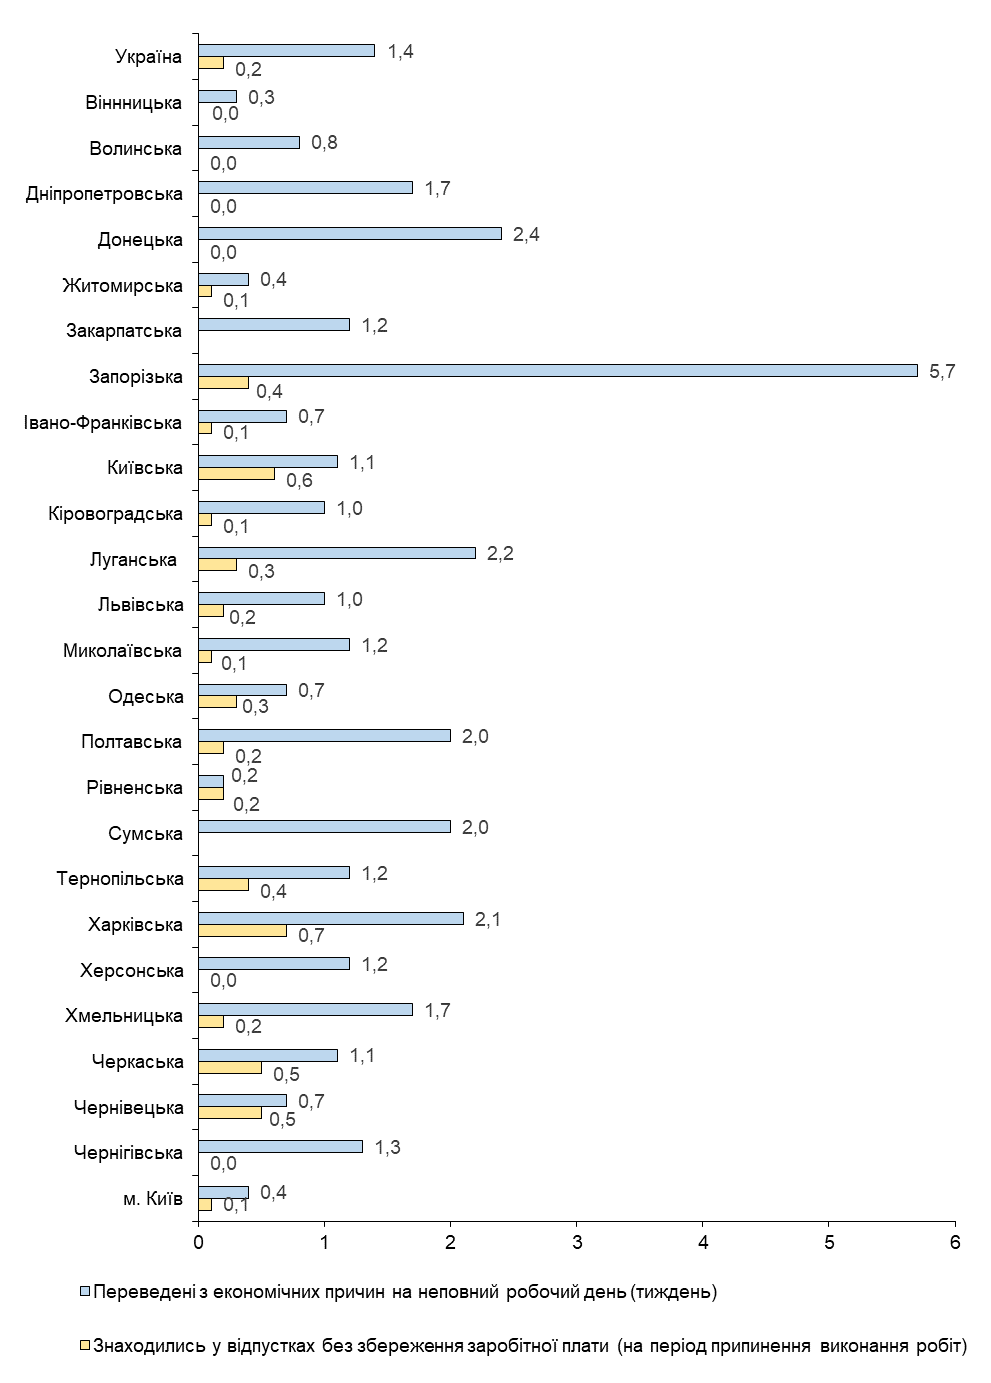 Україна 1,4
0,2
Віннницька 0,3
0,0
Волинська 0,8
0,0
Дніпропетровська 1,7
0,0
Донецька 2,4
0,0
Житомирська 0,4
0,1
Закарпатська 1,2
Запорізька 5,7
0,4
Івано-Франківська 0,7
0,1
Київська 1,1
0,6
Кіровоградська 1,0
0,1
Луганська 2,2
0,3
Львівська 1,0
0,2
Миколаївська 1,2
0,1
Одеська 0,7
0,3
Полтавська 2,0
0,2
Рівненська 0,2
0,2
Сумська 2,0
Тернопільська 1,2
0,4
Харківська 2,1
0,7
Херсонська 1,2
0,0
Хмельницька 1,7
0,2
Черкаська 1,1
0,5
Чернівецька 0,7
0,5
Чернігівська 1,3
0,0
м. Київ 0,4
0,1
0 1 2 3 4 5 6
Переведені з економічних причин на неповний робочий день (тиждень)
Знаходились у відпустках без збереження заробітної плати (на період припинення виконання робіт)